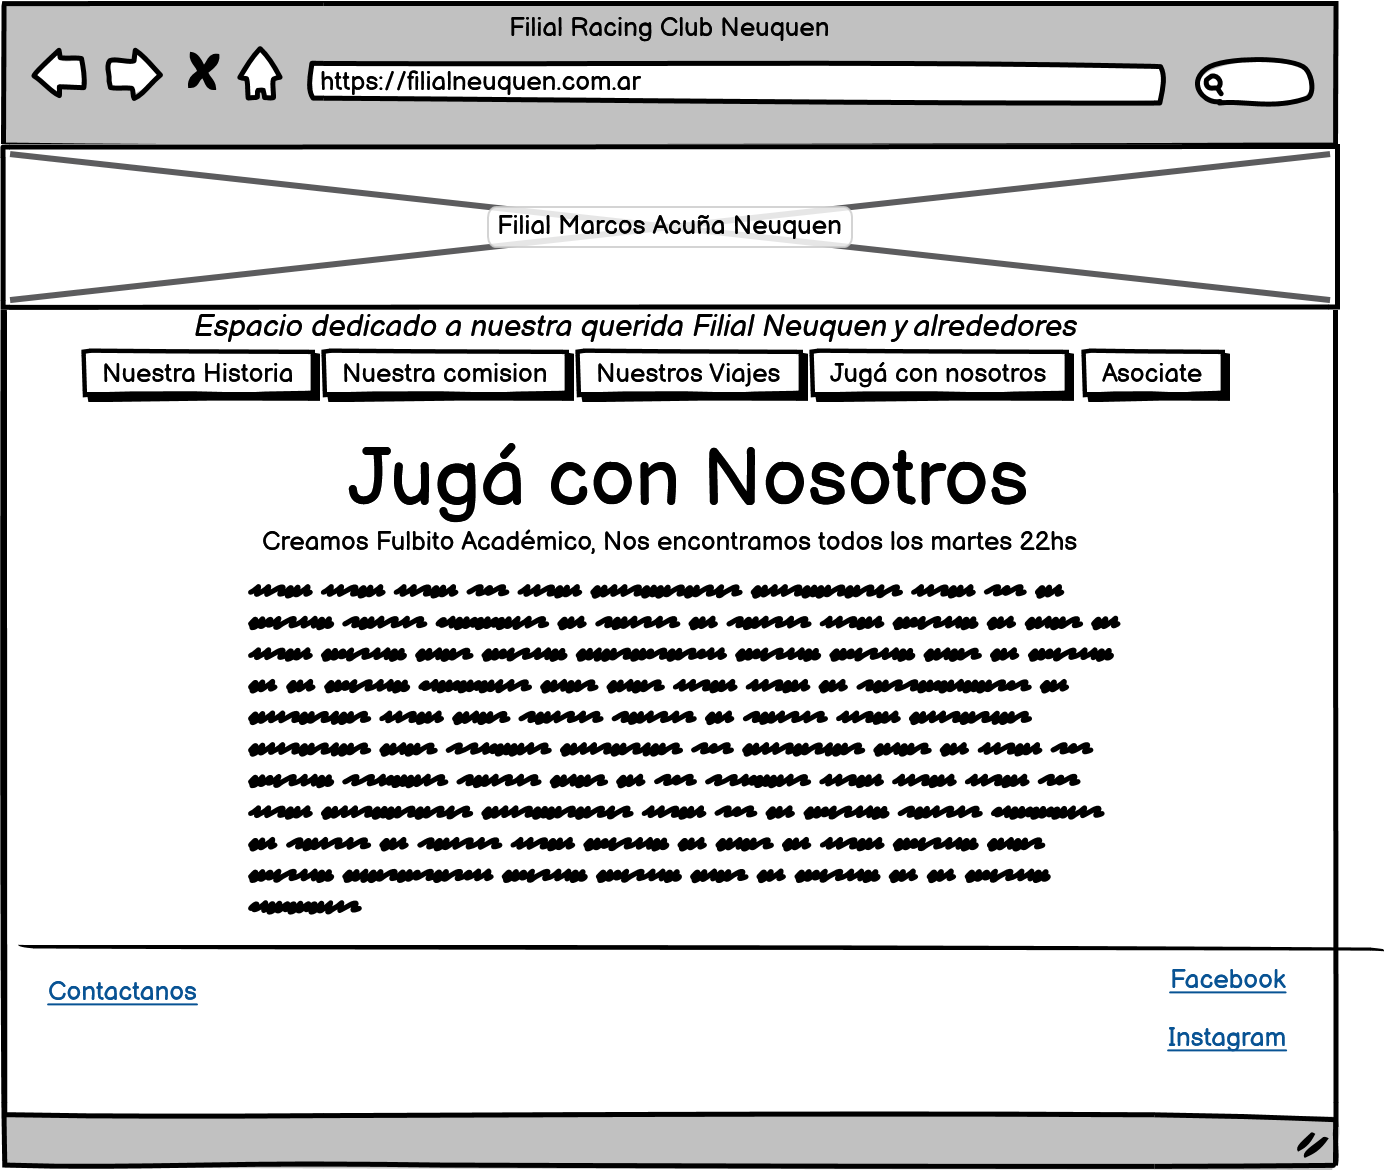 Filial Racing Club Neuquen
https://filialneuquen.com.ar
Filial Marcos Acuña Neuquen
Espacio dedicado a nuestra querida Filial Neuquen y alrededores
Nuestra Historia
Nuestra comision
Nuestros Viajes
Jugá con nosotros
Asociate
Jugá con Nosotros
Creamos Fulbito Académico, Nos encontramos todos los martes 22hs
Contactanos
Facebook
Instagram